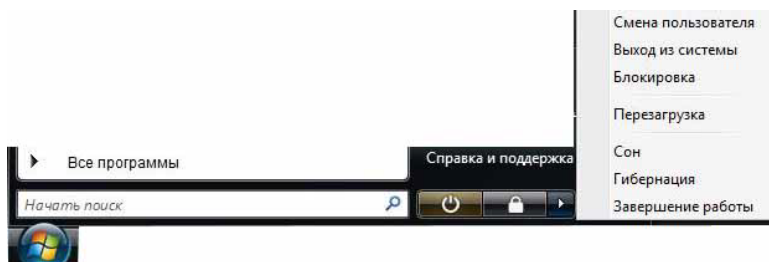 Смена пользователя
Выход из системы
Блокировка
Перезагрузка
Сон
Гибернация
Завершение работы
Все программы
Справка и поддержка
Начать поиск